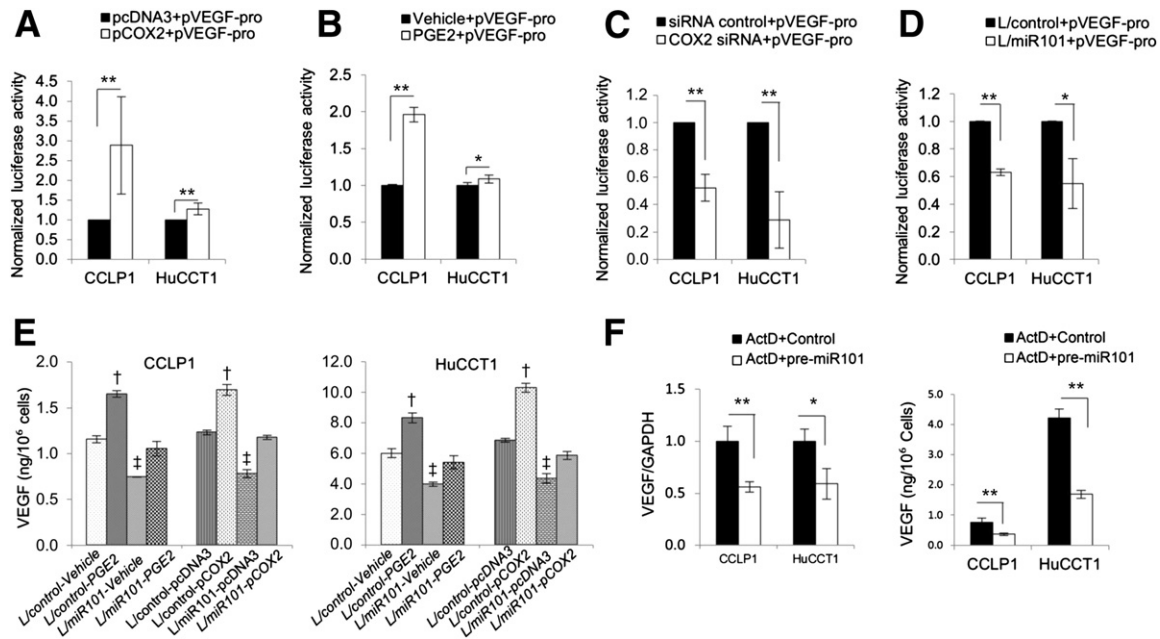 A
■ pcDNA3+pVEGF-pro
□ pCOX2+pVEGF-pro
Normalized luciferase activity
4.5
4.0
3.5
3.0
2.5
2.0
1.5
1.0
0.5
0.0
**
**
CCLP1
HuCCT1
B
■ Vehicle+pVEGF-pro
□ PGE2+pVEGF-pro
Normalized luciferase activity
2.5
2.0
1.5
1.0
0.5
0.0
**
*
CCLP1
HuCCT1
C
■ siRNA control+pVEGF-pro
□ COX2 siRNA+pVEGF-pro
Normalized luciferase activity
1.2
1.0
0.8
0.6
0.4
0.2
0.0
**
**
CCLP1
HuCCT1
D
■ L/control+pVEGF-pro
□ L/miR101+pVEGF-pro
Normalized luciferase activity
1.2
1.0
0.8
0.6
0.4
0.2
0.0
**
*
CCLP1
HuCCT1
E
CCLP1
VEGF (ng/10⁶ cells)
2.0
1.5
1.0
0.5
0.0
†
‡
†
‡
L/control-Vehicle
L/control-PGE2
L/miR101-Vehicle
L/miR101-PGE2
L/control-pcDNA3
L/control-pCOX2
L/miR101-pcDNA3
L/miR101-pCOX2
HuCCT1
12.0
10.0
8.0
6.0
4.0
2.0
0.0
†
‡
†
‡
L/control-Vehicle
L/control-PGE2
L/miR101-Vehicle
L/miR101-PGE2
L/control-pcDNA3
L/control-pCOX2
L/miR101-pcDNA3
L/miR101-pCOX2
F
■ ActD+Control
□ ActD+pre-miR101
VEGF/GAPDH
1.5
1.0
0.5
0.0
**
*
CCLP1
HuCCT1
■ ActD+Control
□ ActD+pre-miR101
VEGF (ng/10⁶ Cells)
5.0
4.0
3.0
2.0
1.0
0.0
**
**
CCLP1
HuCCT1